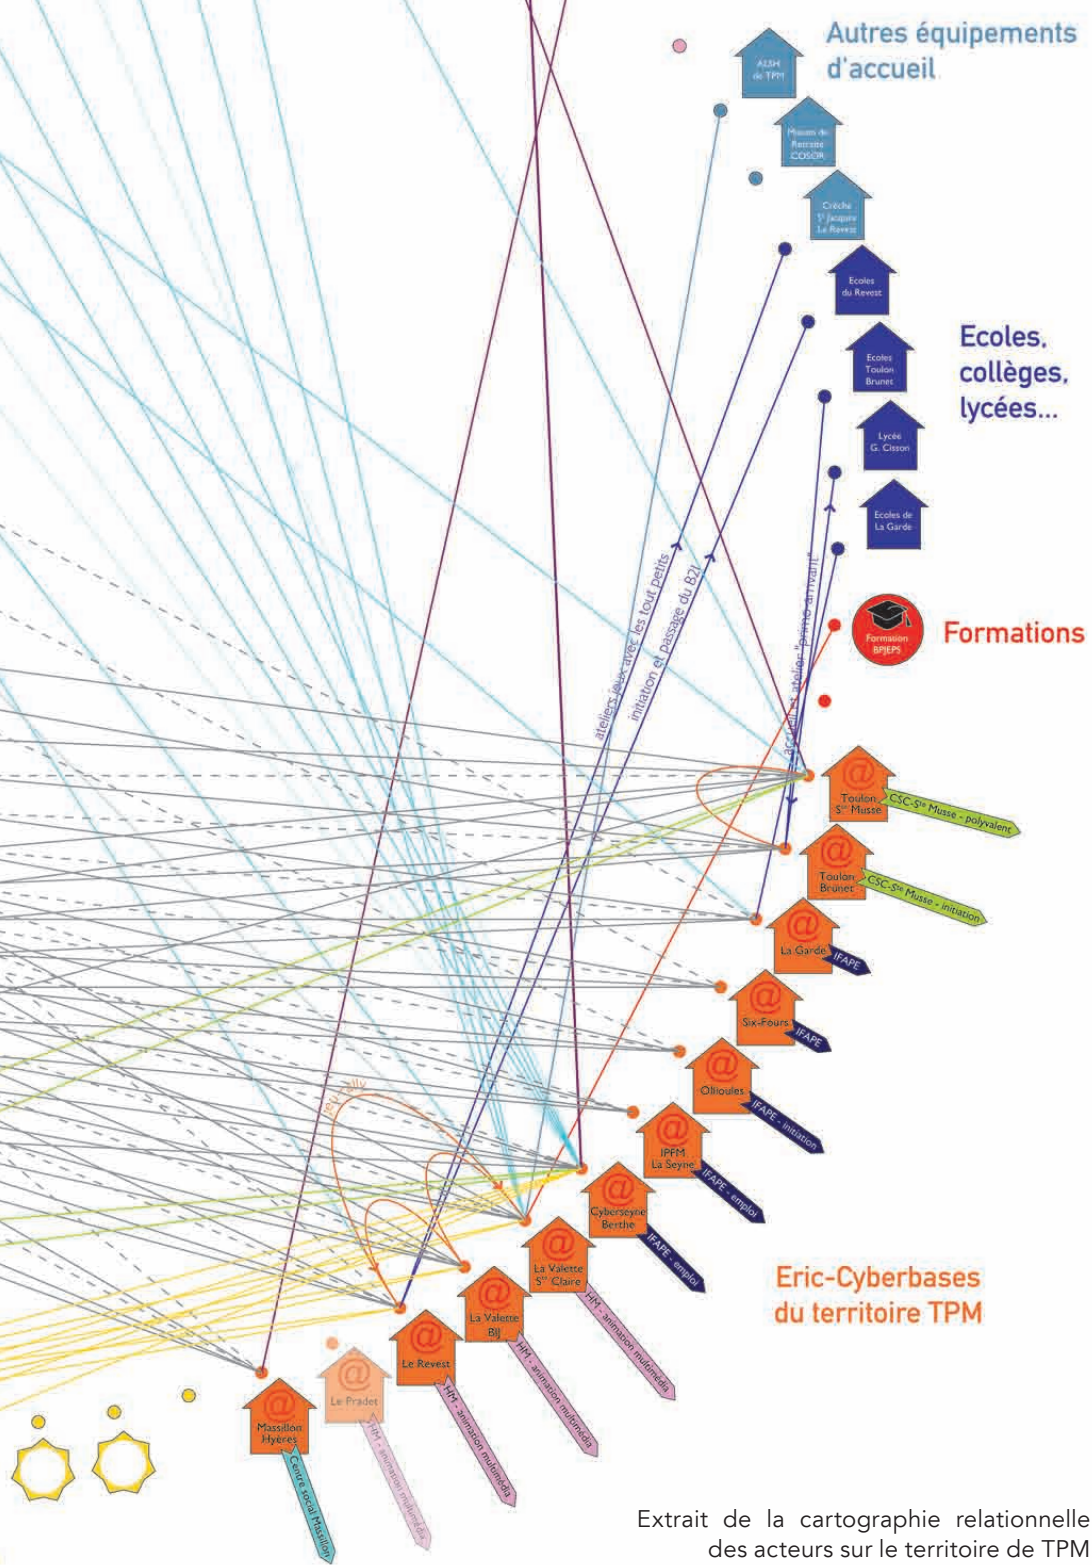 Autres équipements
d'accueil
ALSH
de TPM
Maison de
Retraite
COSOR
Crèche
St Jacques
Le Revest
Ecoles
du Revest
Ecoles,
collèges,
lycées...
Ecoles
Toulon
Brunet
Lycée
G. Cisson
Ecoles de
La Garde
ateliers jeux avec les tout petits
initiation et passage du B2I
accueil et atelier "primo-arrivant"
Formation
BPJEPS
Formations
@
Toulon
Ste Musse
CSC-Ste Musse - polyvalent
@
Toulon
Brunet
CSC-Ste Musse - initiation
@
La Garde
IFAPE
@
Six-Fours
IFAPE
@
Ollioules
IFAPE - initiation
@
IPFM
La Seyne
IFAPE - emploi
@
Cyberseyne
Berthe
IFAPE - emploi
@
La Valette
Ste Claire
HM - animation multimédia
@
La Valette
BIJ
HM - animation multimédia
@
Le Revest
HM - animation multimédia
@
Le Pradet
HM - animation multimédia
@
Massillon
Hyères
Centre social Massillon
Eric-Cyberbases
du territoire TPM
Extrait de la cartographie relationnelle
des acteurs sur le territoire de TPM